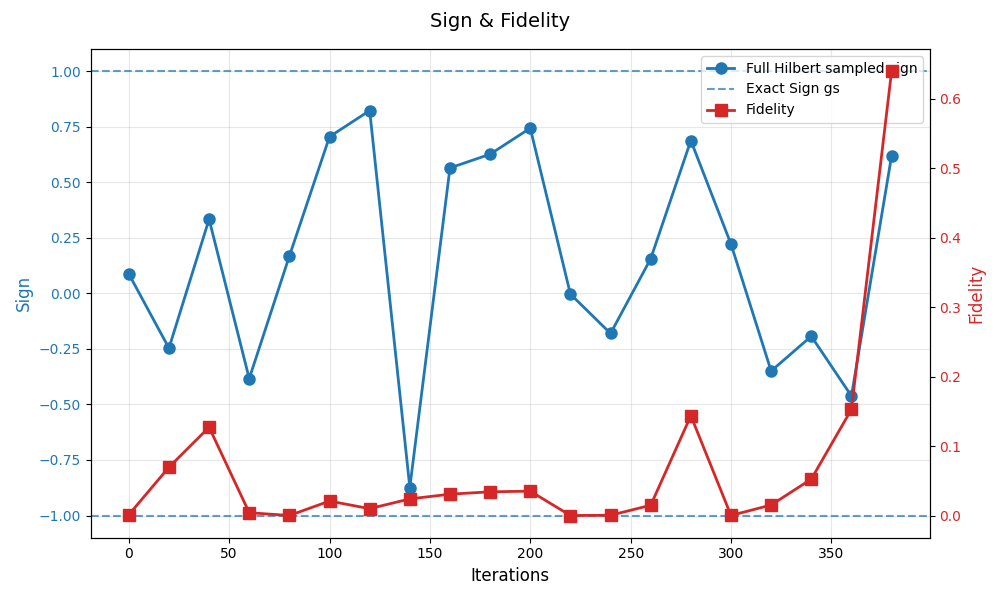 Sign & Fidelity
Full Hilbert sampled sign
Exact Sign gs
Fidelity
1.00
0.75
0.50
0.25
0.00
−0.25
−0.50
−0.75
−1.00
Sign
0.6
0.5
0.4
0.3
0.2
0.1
0.0
Fidelity
0 50 100 150 200 250 300 350
Iterations